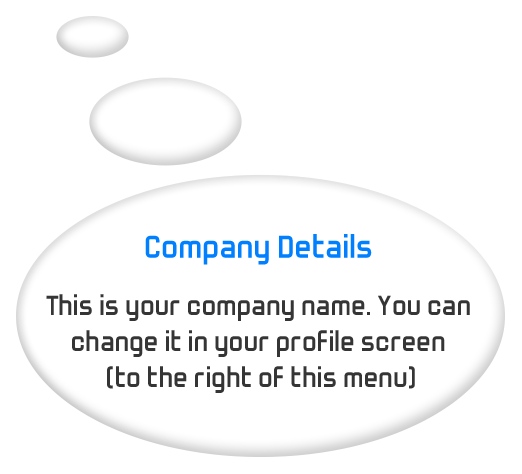 Company Details
This is your company name. You can
change it in your profile screen
(to the right of this menu)